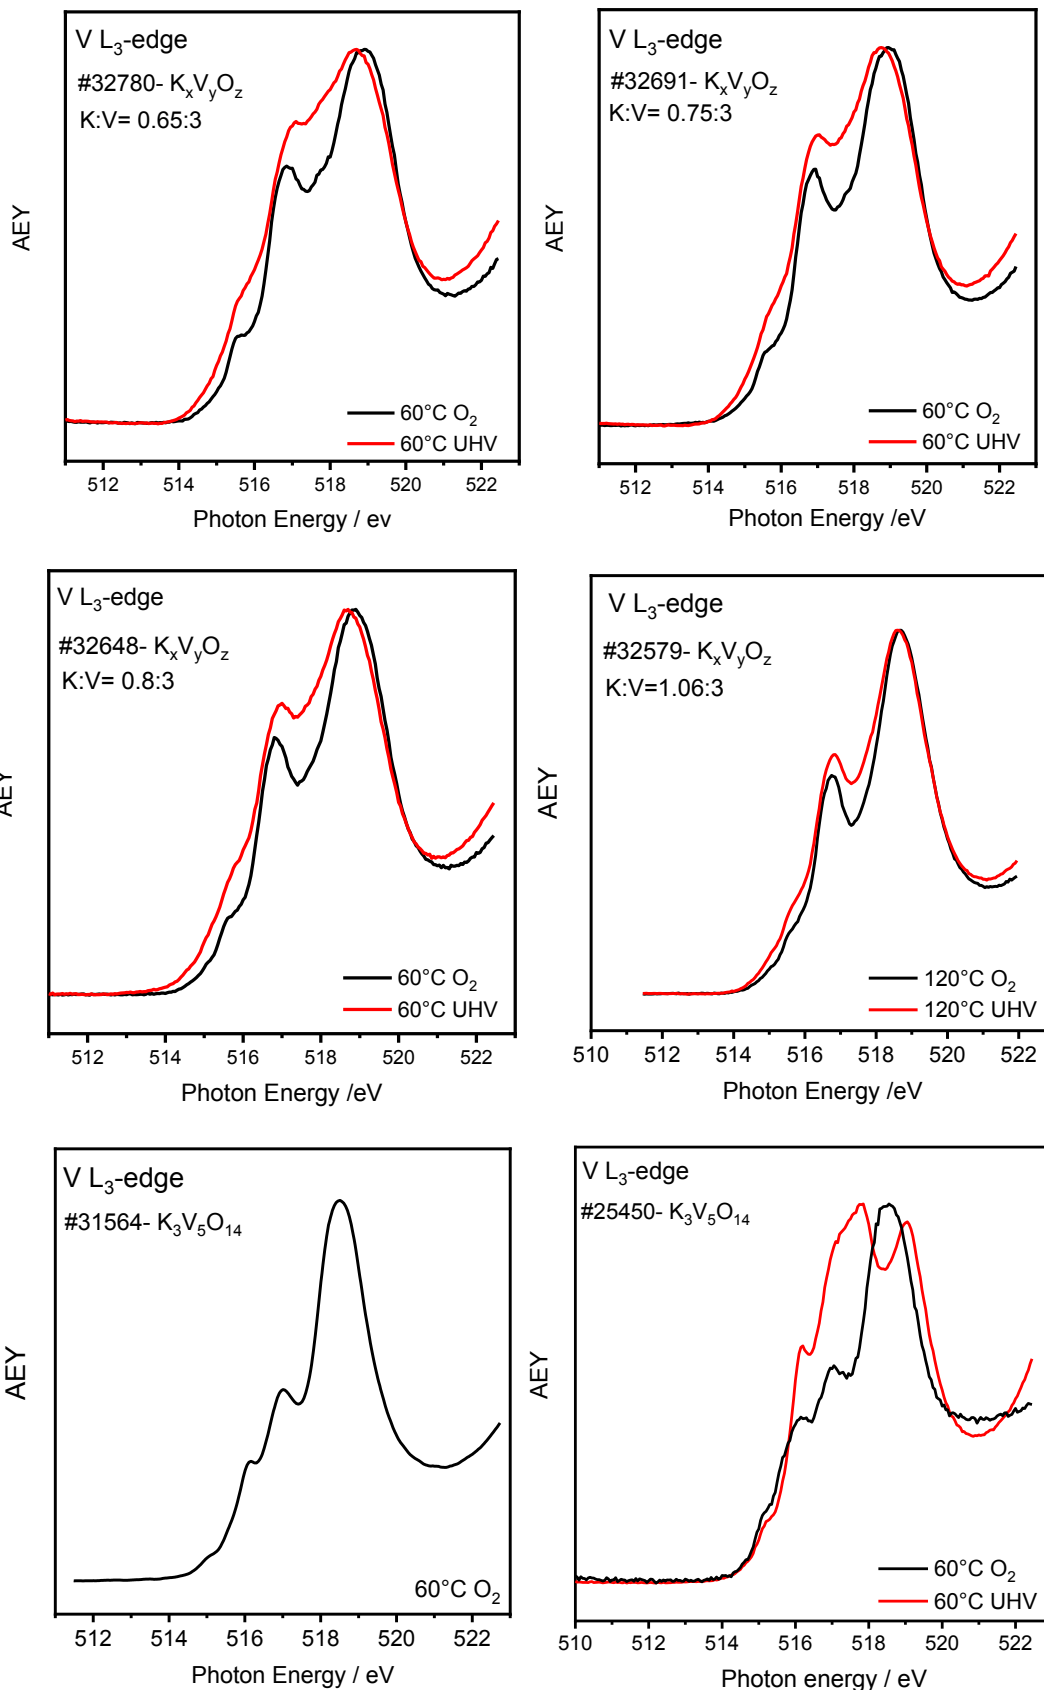 V L₃-edge
#32780- KₓVᵧO_z
K:V= 0.65:3
AEY
60°C O₂
60°C UHV
512 514 516 518 520 522
Photon Energy / ev
V L₃-edge
#32691- KₓVᵧO_z
K:V= 0.75:3
AEY
60°C O₂
60°C UHV
512 514 516 518 520 522
Photon Energy /eV
V L₃-edge
#32648- KₓVᵧO_z
K:V= 0.8:3
AEY
60°C O₂
60°C UHV
512 514 516 518 520 522
Photon Energy /eV
V L₃-edge
#32579- KₓVᵧO_z
K:V=1.06:3
AEY
120°C O₂
120°C UHV
510 512 514 516 518 520 522
Photon Energy /eV
V L₃-edge
#31564- K₃V₅O₁₄
AEY
60°C O₂
512 514 516 518 520 522
Photon Energy / eV
V L₃-edge
#25450- K₃V₅O₁₄
AEY
60°C O₂
60°C UHV
510 512 514 516 518 520 522
Photon energy / eV